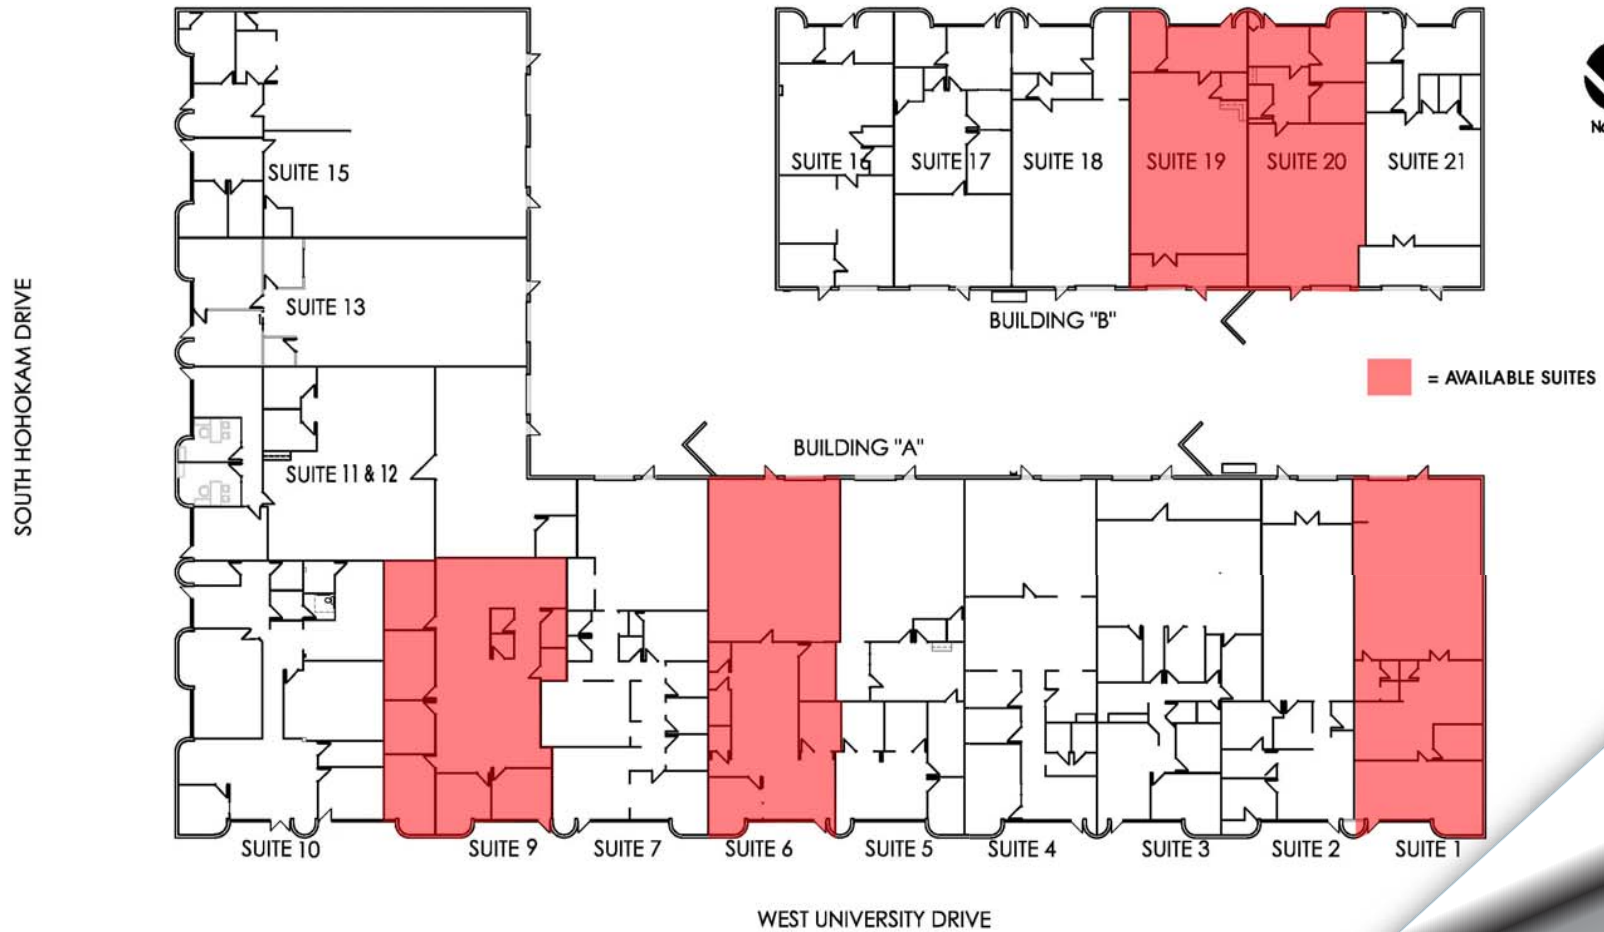 SUITE 16
SUITE 17
SUITE 18
SUITE 19
SUITE 20
SUITE 21
SUITE 15
SUITE 13
BUILDING "B"
= AVAILABLE SUITES
SOUTH HOHOKAM DRIVE
BUILDING "A"
SUITE 11 & 12
SUITE 10
SUITE 9
SUITE 7
SUITE 6
SUITE 5
SUITE 4
SUITE 3
SUITE 2
SUITE 1
WEST UNIVERSITY DRIVE